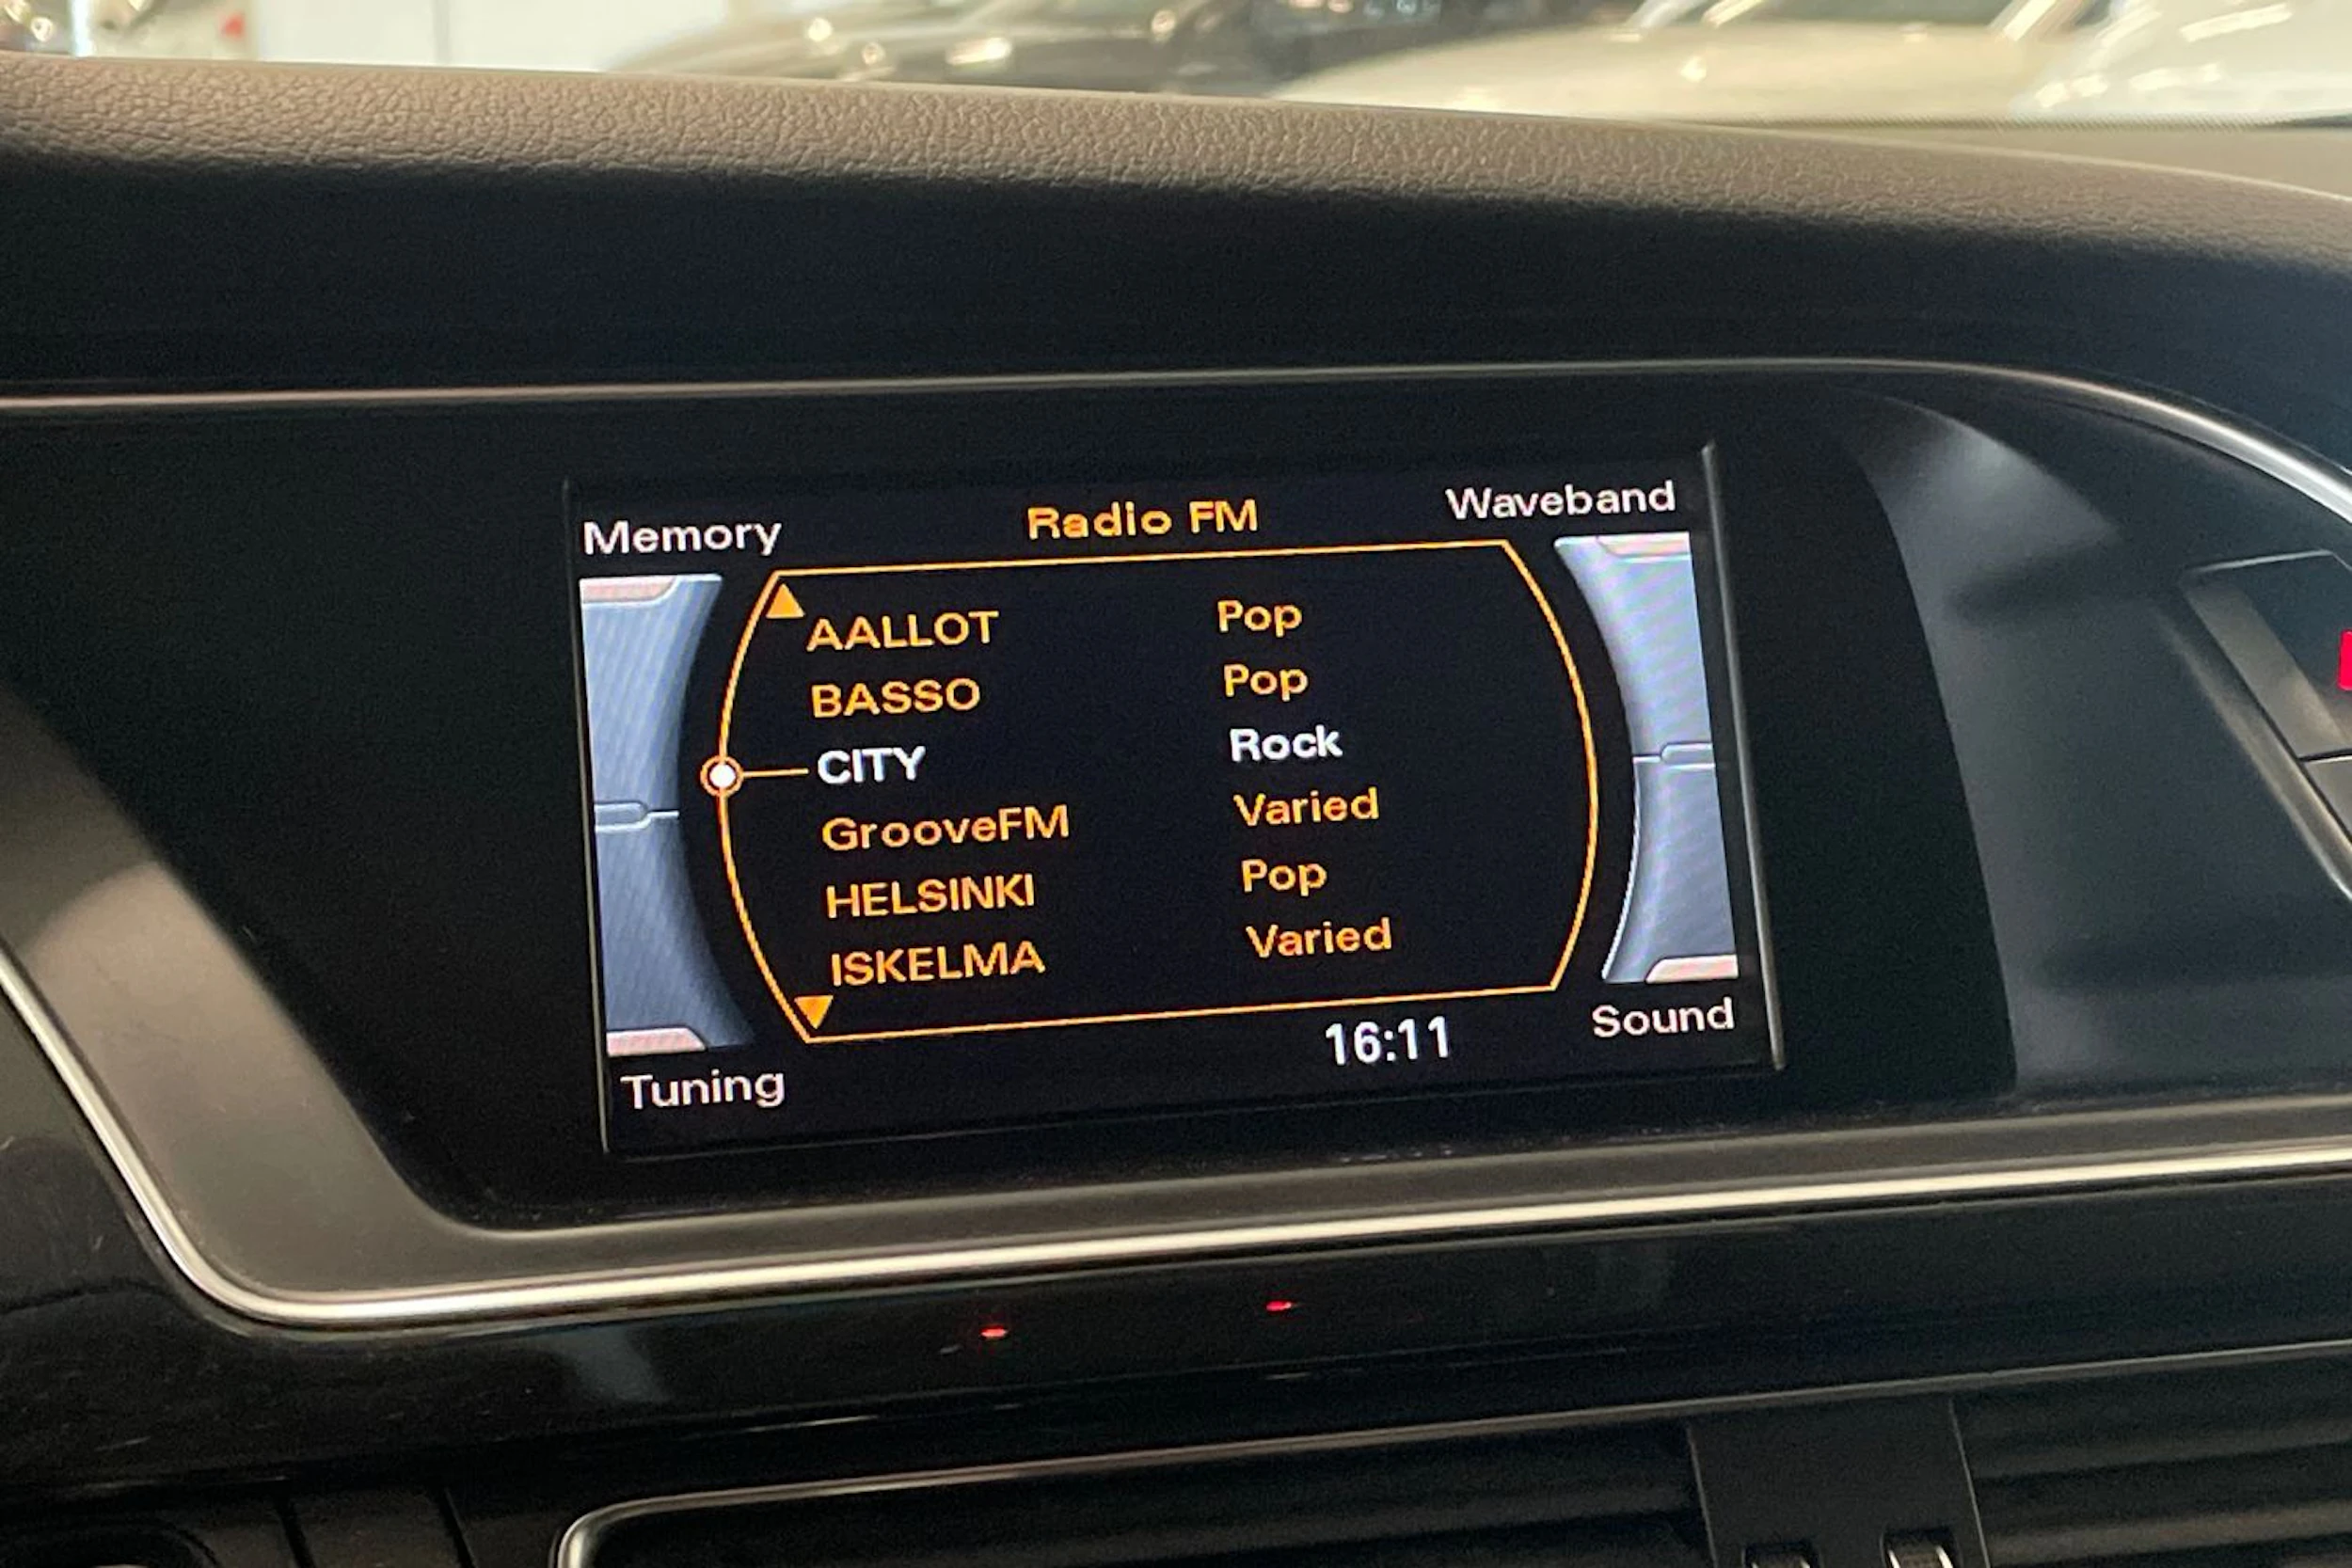 Memory Radio FM Waveband
AALLOT Pop
BASSO Pop
CITY Rock
GrooveFM Varied
HELSINKI Pop
ISKELMA Varied
Tuning 16:11 Sound